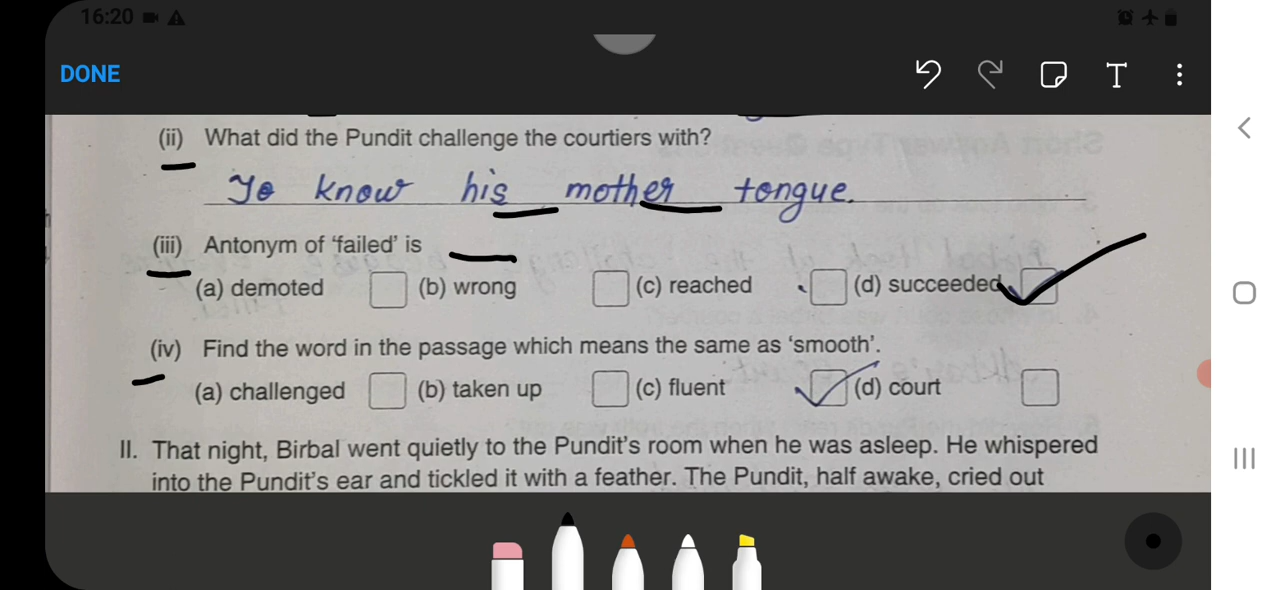 16:20
DONE
T
(ii) What did the Pundit challenge the courtiers with?
To know his mother tongue.
(iii) Antonym of 'failed' is
(a) demoted (b) wrong (c) reached (d) succeeded
(iv) Find the word in the passage which means the same as 'smooth'.
(a) challenged (b) taken up (c) fluent (d) court
II. That night, Birbal went quietly to the Pundit's room when he was asleep. He whispered
into the Pundit's ear and tickled it with a feather. The Pundit, half awake, cried out